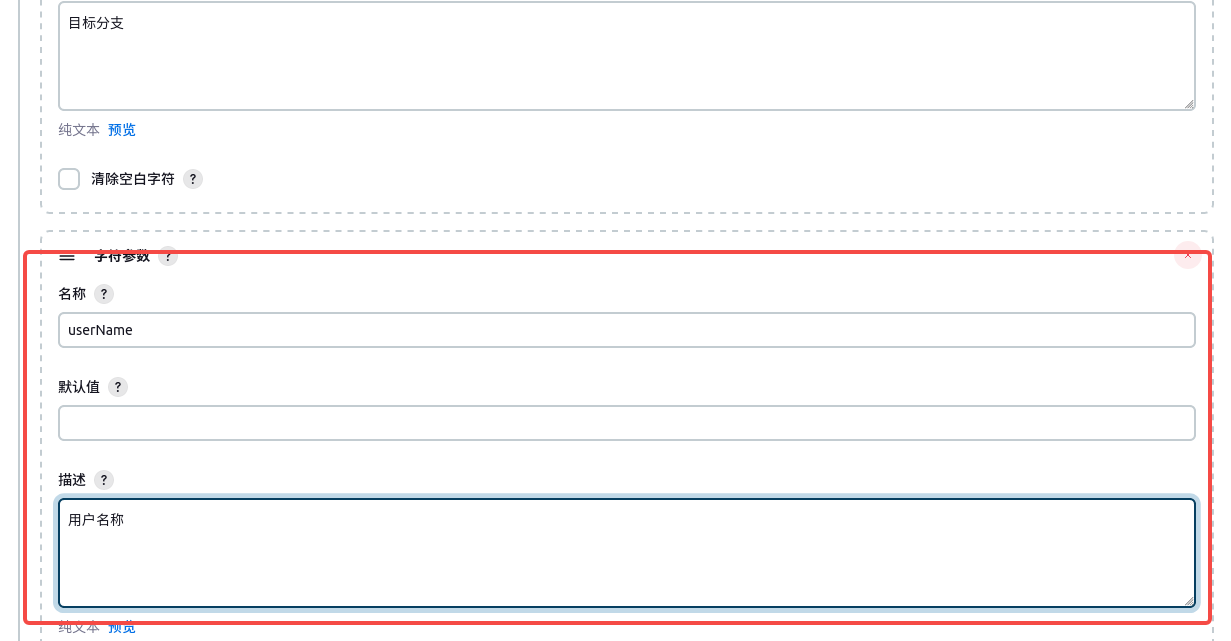 目标分支
纯文本 预览
清除空白字符 ?
字符参数 ?
×
名称 ?
userName
默认值 ?
描述 ?
用户名称
纯文本 预览